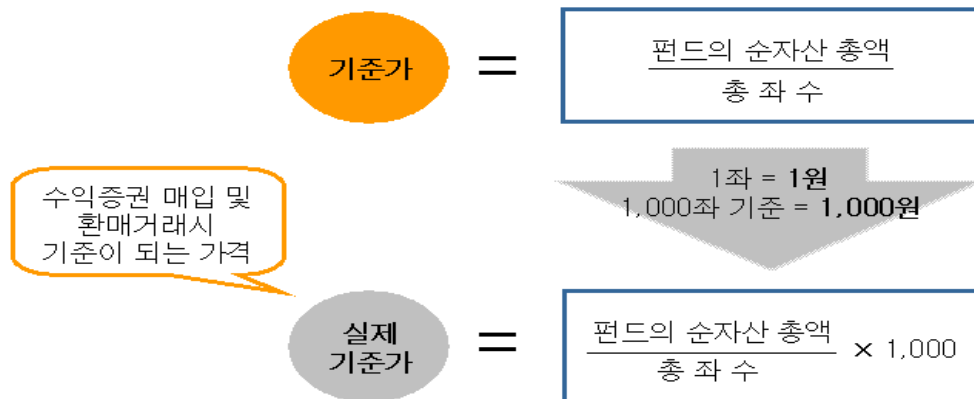 기준가
=
펀드의 순자산 총액
총 좌 수
1좌 = 1원
1,000좌 기준 = 1,000원
수익증권 매입 및
환매거래시
기준이 되는 가격
실제
기준가
=
펀드의 순자산 총액
총 좌 수
× 1,000